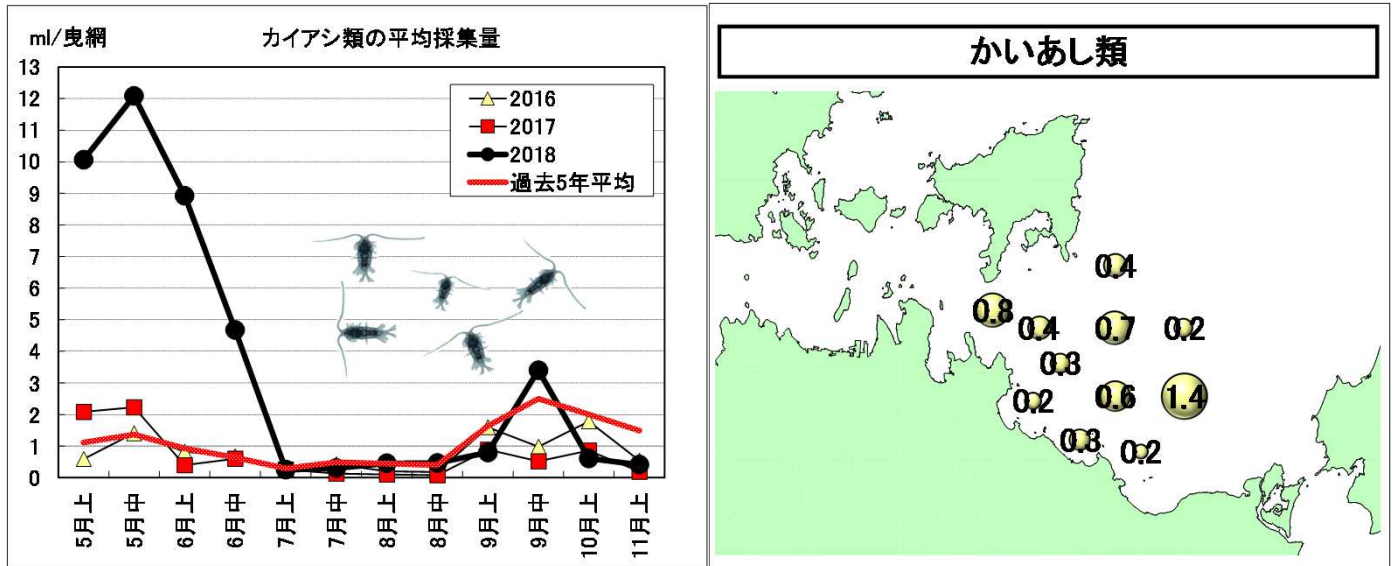 ml/曳網
カイアシ類の平均採集量
13
12
11
10
9
8
7
6
5
4
3
2
1
0
2016
2017
2018
過去5年平均
5月上
5月中
6月上
6月中
7月上
7月中
8月上
8月中
9月上
9月中
10月上
11月上
かいあし類
0.4
0.8
0.4
0.7
0.2
0.3
0.2
0.6
1.4
0.3
0.2